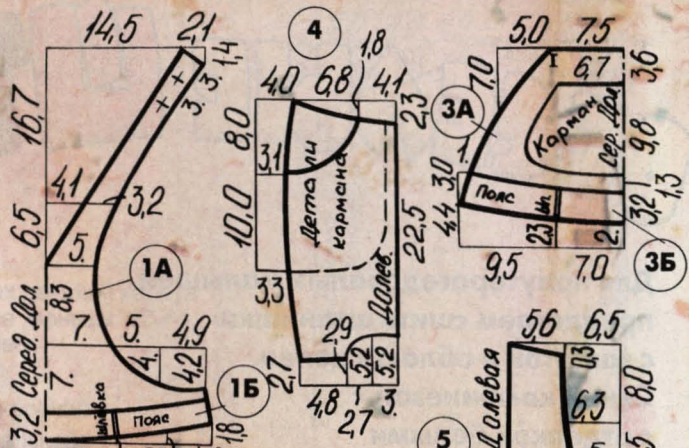 14,5 2,1
1,4
3.
3.
16,7
4,1
3,2
6,5
5.
1А
8,3
Серед. Дол.
7. 5. 4,9
4. 4,2
7.
1Б
3,2
Шлевка
Пояс
1,8
4
1,8
4,0 6,8 4,1
2,3
8,0
3,1
Детали
кармана
10,0
22,5
Долев.
3,3
2,9
5,2
5,2
2,7
4,8
2,7
3.
5,0 7,5
I
6,7
3,6
7,0
3А
Карман
Сер. Дол.
9,8
1.
3,0
1,3
Пояс
Шл.
3,2
4,4
2,3
2.
9,5 7,0
3Б
5,6 6,5
1,3
Долевая
8,0
6,5
5